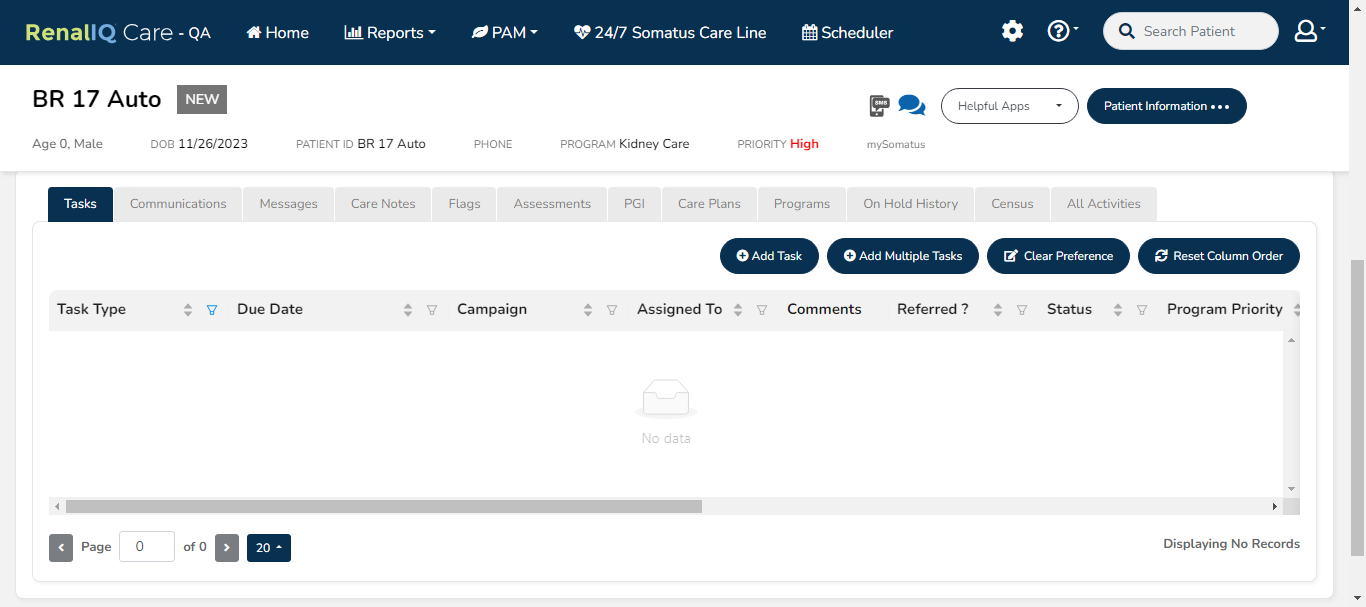 RenalIQ Care - QA Home Reports PAM 24/7 Somatus Care Line Scheduler Search Patient
BR 17 Auto NEW
SMS Helpful Apps Patient Information •••
Age 0, Male DOB 11/26/2023 PATIENT ID BR 17 Auto PHONE PROGRAM Kidney Care PRIORITY High mySomatus
Tasks Communications Messages Care Notes Flags Assessments PGI Care Plans Programs On Hold History Census All Activities
Add Task Add Multiple Tasks Clear Preference Reset Column Order
Task Type Due Date Campaign Assigned To Comments Referred ? Status Program Priority
No data
Page 0 of 0 20 Displaying No Records